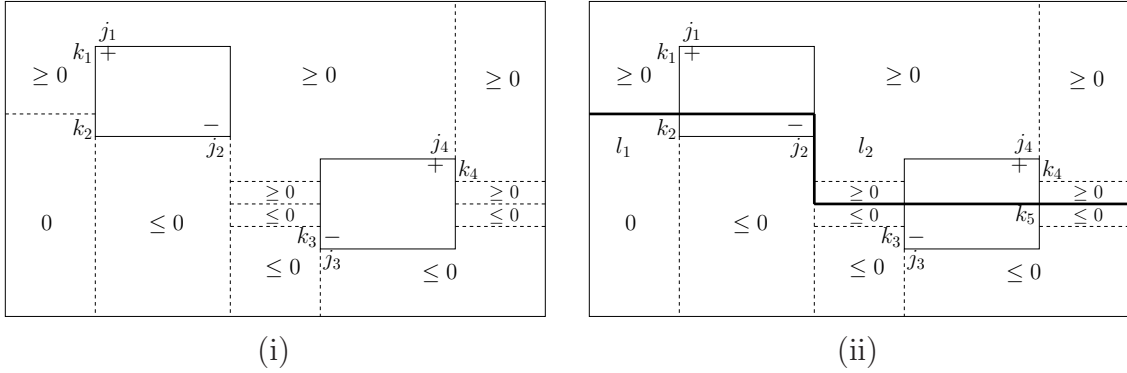 j₁
k₁ +
≥ 0 ≥ 0 ≥ 0
k₂ −
j₂
j₄
+ k₄
≥ 0 ≥ 0
0 ≤ 0 ≤ 0 ≤ 0
k₃ −
j₃
≤ 0 ≤ 0
(i)
j₁
k₁ +
≥ 0 ≥ 0 ≥ 0
k₂ −
l₁ j₂ l₂ j₄
+ k₄
≥ 0 ≥ 0
0 ≤ 0 ≤ 0 k₅ ≤ 0
k₃ −
j₃
≤ 0 ≤ 0
(ii)